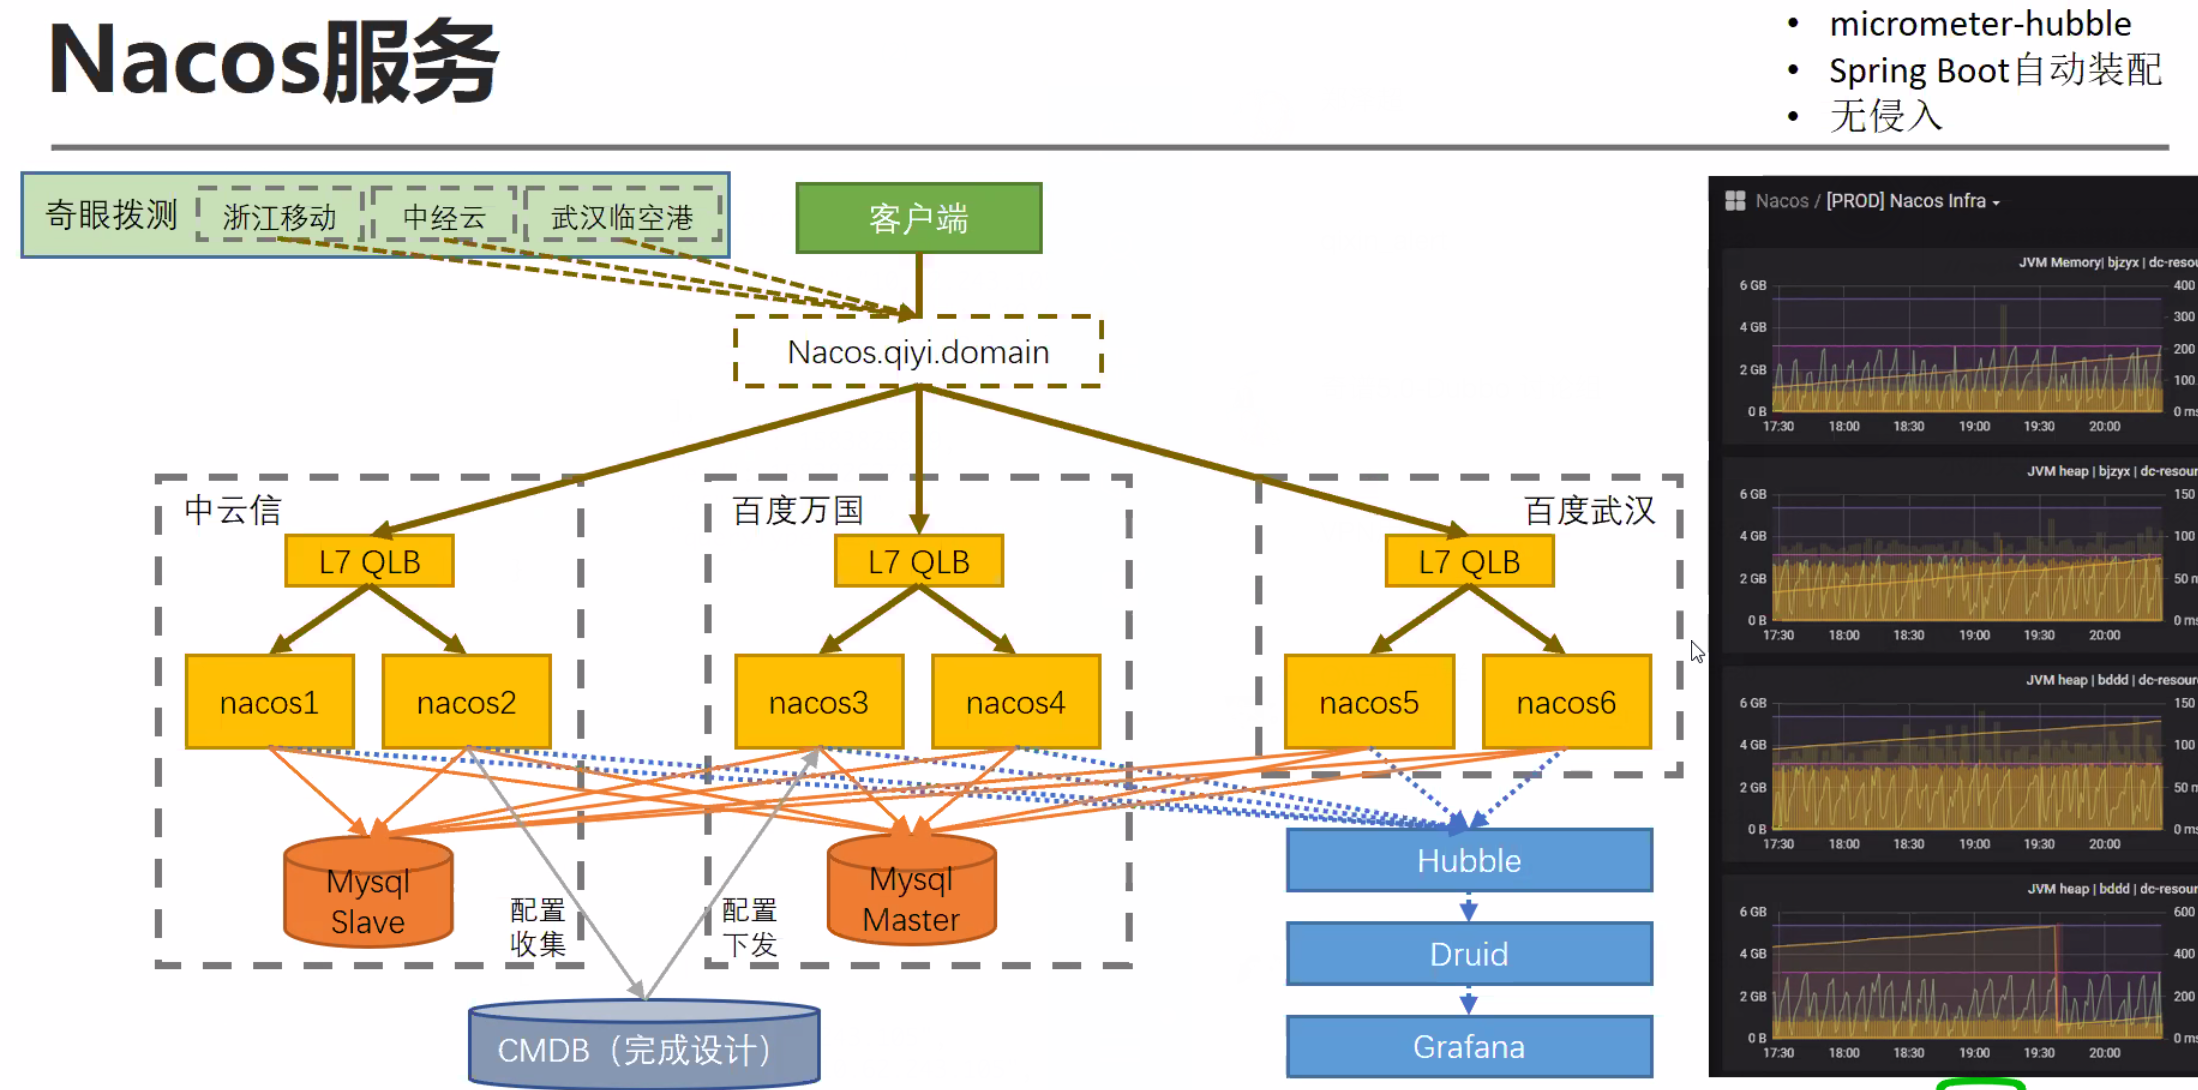 Nacos服务
• micrometer-hubble
• Spring Boot自动装配
• 无侵入
奇眼拨测
浙江移动
中经云
武汉临空港
客户端
Nacos.qiyi.domain
中云信
L7 QLB
nacos1
nacos2
百度万国
L7 QLB
nacos3
nacos4
百度武汉
L7 QLB
nacos5
nacos6
Mysql
Slave
配置
收集
配置
下发
Mysql
Master
CMDB（完成设计）
Hubble
Druid
Grafana
Nacos / [PROD] Nacos Infra
JVM Memory| bjzyx | dc-resou
6 GB
4 GB
2 GB
0 B
400
300
200
100
0 ms
17:30 18:00 18:30 19:00 19:30 20:00
JVM heap | bjzyx | dc-resour
6 GB
4 GB
2 GB
0 B
150
100
50 m
0 ms
17:30 18:00 18:30 19:00 19:30 20:00
JVM heap | bddd | dc-resour
6 GB
4 GB
2 GB
0 B
150
100
50 m
0 ms
17:30 18:00 18:30 19:00 19:30 20:00
JVM heap | bddd | dc-resour
6 GB
4 GB
2 GB
0 B
600
400
200
0 ms
17:30 18:00 18:30 19:00 19:30 20:00